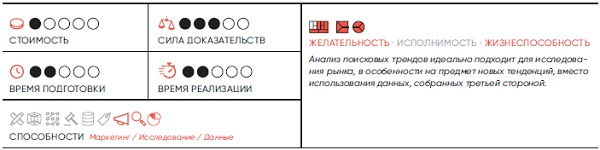 СТОИМОСТЬ
СИЛА ДОКАЗАТЕЛЬСТВ
ВРЕМЯ ПОДГОТОВКИ
ВРЕМЯ РЕАЛИЗАЦИИ
СПОСОБНОСТИ Маркетинг / Исследование / Данные
ЖЕЛАТЕЛЬНОСТЬ · ИСПОЛНИМОСТЬ · ЖИЗНЕСПОСОБНОСТЬ
Анализ поисковых трендов идеально подходит для исследова-
ния рынка, в особенности на предмет новых тенденций, вместо
использования данных, собранных третьей стороной.